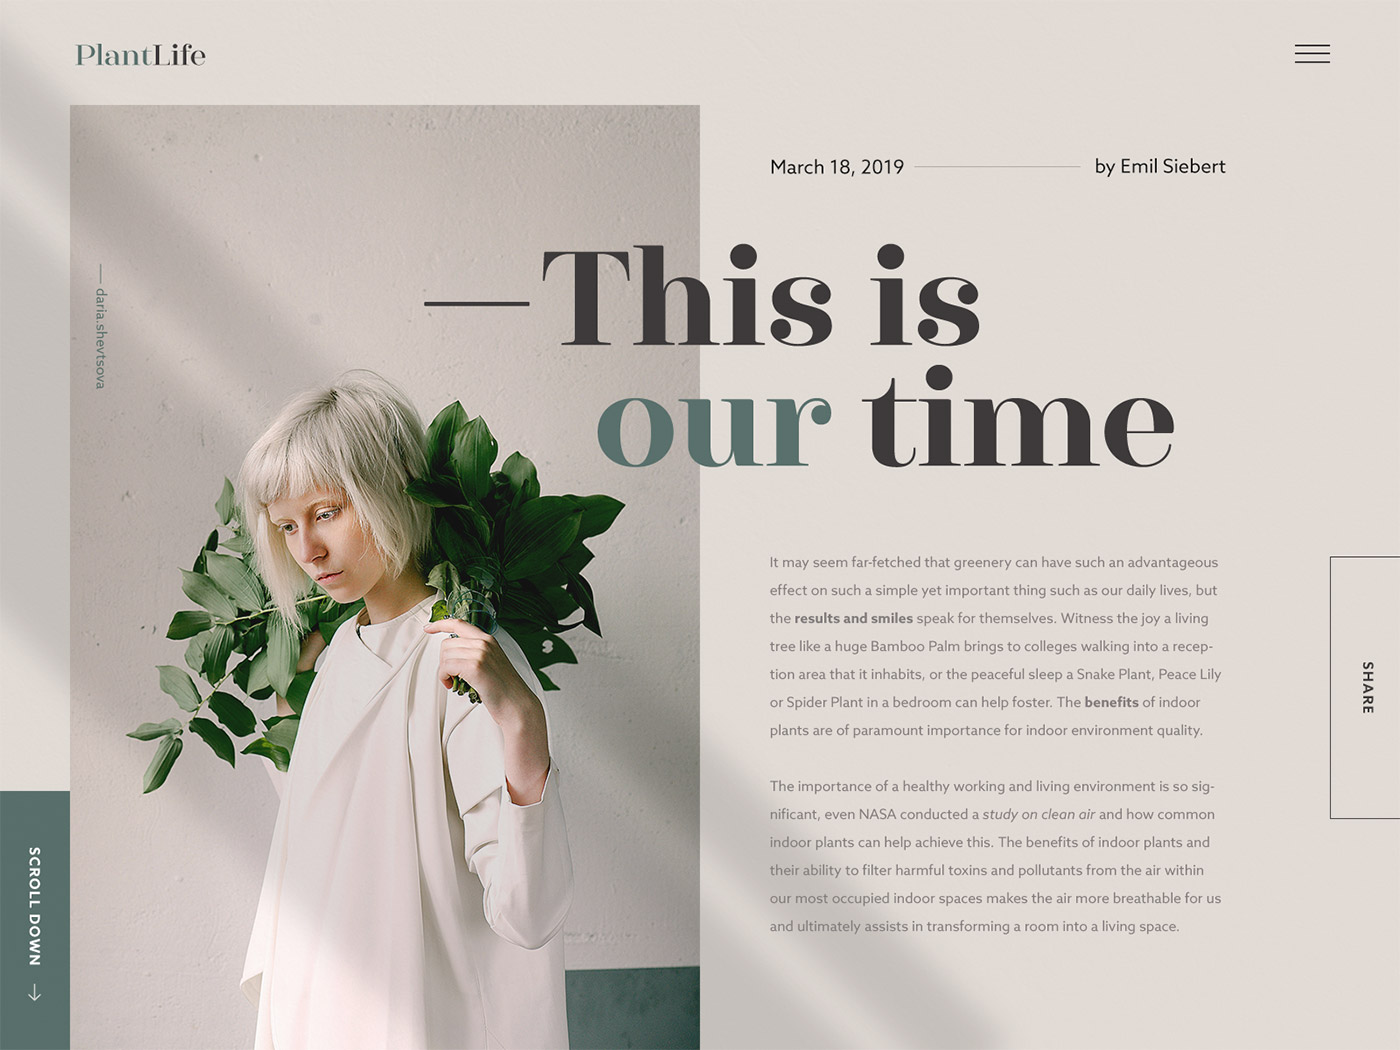 PlantLife
March 18, 2019
by Emil Siebert
— daria.shevtsova
—This is
our time
It may seem far-fetched that greenery can have such an advantageous
effect on such a simple yet important thing such as our daily lives, but
the results and smiles speak for themselves. Witness the joy a living
tree like a huge Bamboo Palm brings to colleges walking into a recep-
tion area that it inhabits, or the peaceful sleep a Snake Plant, Peace Lily
or Spider Plant in a bedroom can help foster. The benefits of indoor
plants are of paramount importance for indoor environment quality.
The importance of a healthy working and living environment is so sig-
nificant, even NASA conducted a study on clean air and how common
indoor plants can help achieve this. The benefits of indoor plants and
their ability to filter harmful toxins and pollutants from the air within
our most occupied indoor spaces makes the air more breathable for us
and ultimately assists in transforming a room into a living space.
SHARE
SCROLL DOWN →